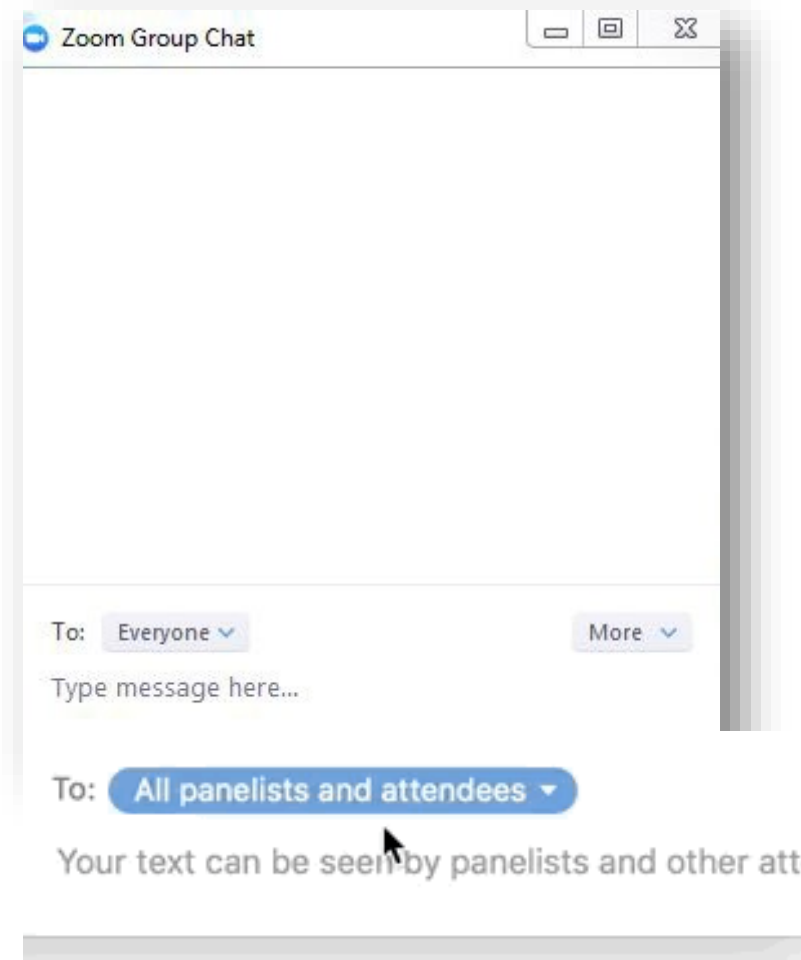 Zoom Group Chat
To: Everyone More
Type message here...
To: All panelists and attendees
Your text can be seen by panelists and other att